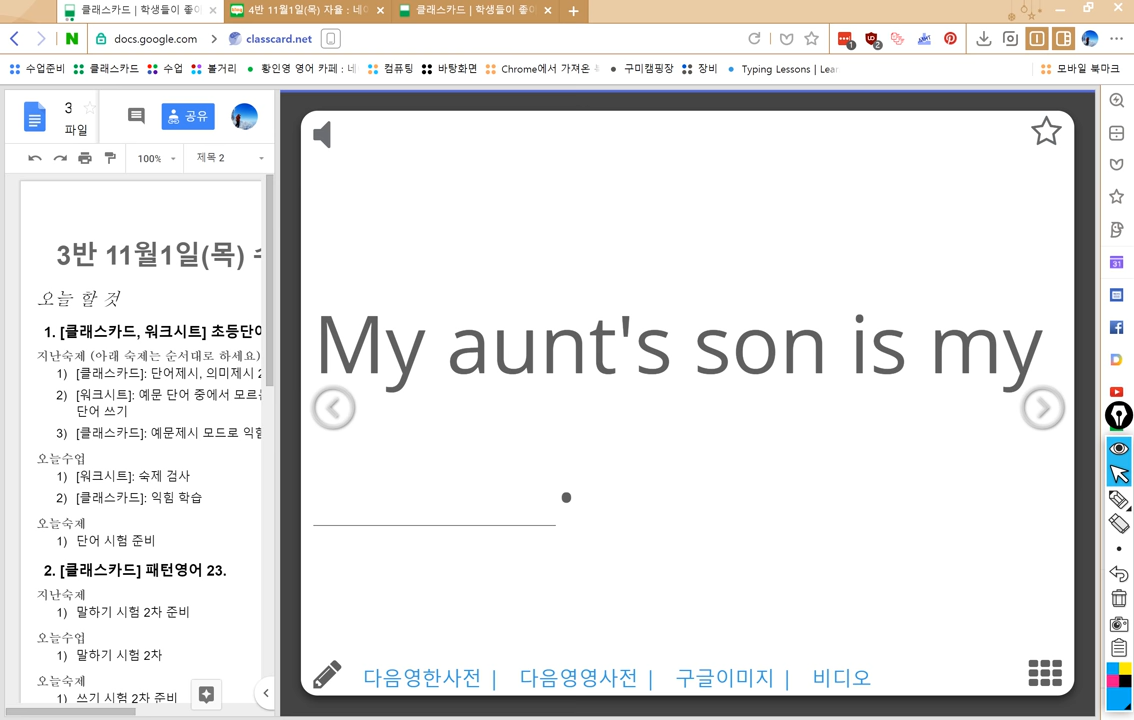 클래스카드 | 학생들이 좋아
4반 11월1일(목) 자율 : 네이
클래스카드 | 학생들이 좋아
docs.google.com
classcard.net
1
2
수업준비
클래스카드
수업
볼거리
황인영 영어 카페 : 네
컴퓨팅
바탕화면
Chrome에서 가져온
구미캠핑장
장비
Typing Lessons | Lear
모바일 북마크
3
파일
공유
100%
제목 2
3반 11월1일(목)
오늘 할 것
1. [클래스카드, 워크시트] 초등단어
지난숙제 (아래 숙제는 순서대로 하세요)
1) [클래스카드]: 단어제시, 의미제시 2
2) [워크시트]: 예문 단어 중에서 모르는
단어 쓰기
3) [클래스카드]: 예문제시 모드로 익힘
오늘수업
1) [워크시트]: 숙제 검사
2) [클래스카드]: 익힘 학습
오늘숙제
1) 단어 시험 준비
2. [클래스카드] 패턴영어 23.
지난숙제
1) 말하기 시험 2차 준비
오늘수업
1) 말하기 시험 2차
오늘숙제
1) 쓰기 시험 2차 준비
My aunt's son is my
__________.
다음영한사전 | 다음영영사전 | 구글이미지 | 비디오
31